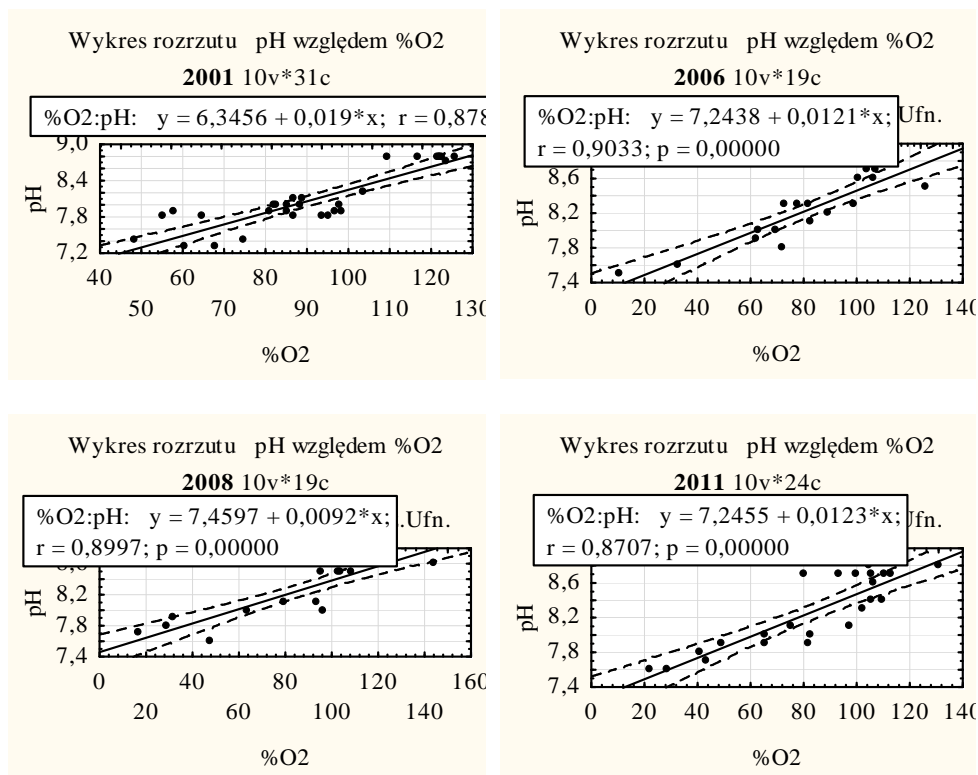 Wykres rozrzutu pH względem %O2
2001 10v*31c
%O2:pH: y = 6,3456 + 0,019*x; r = 0,878
9,0
8,4
7,8
7,2
pH
40 60 80 100 120
50 70 90 110 130
%O2
Wykres rozrzutu pH względem %O2
2006 10v*19c
%O2:pH: y = 7,2438 + 0,0121*x;
r = 0,9033; p = 0,00000
Ufn.
8,6
8,2
7,8
7,4
pH
0 20 40 60 80 100 120 140
%O2
Wykres rozrzutu pH względem %O2
2008 10v*19c
%O2:pH: y = 7,4597 + 0,0092*x;
r = 0,8997; p = 0,00000
.Ufn.
8,6
8,2
7,8
7,4
pH
0 40 80 120 160
20 60 100 140
%O2
Wykres rozrzutu pH względem %O2
2011 10v*24c
%O2:pH: y = 7,2455 + 0,0123*x;
r = 0,8707; p = 0,00000
Ufn.
8,6
8,2
7,8
7,4
pH
0 20 40 60 80 100 120 140
%O2